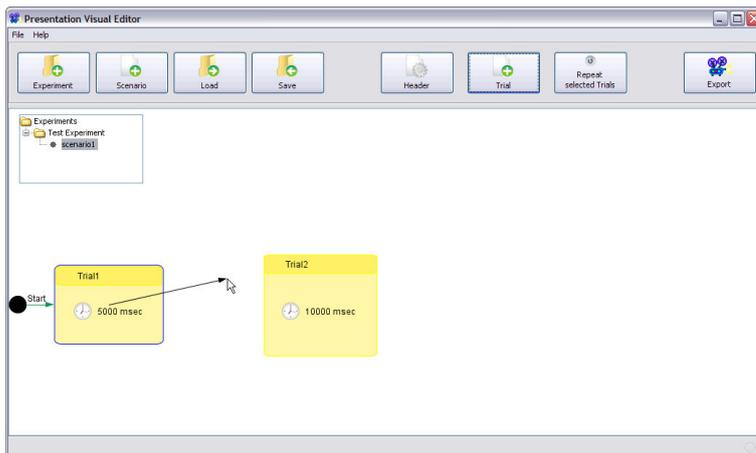 Presentation Visual Editor
File Help
Experiment
Scenario
Load
Save
Header
Trial
Repeat
selected Trials
Export
Experiments
Test Experiment
scenario1
Trial1
Start
5000 msec
Trial2
10000 msec